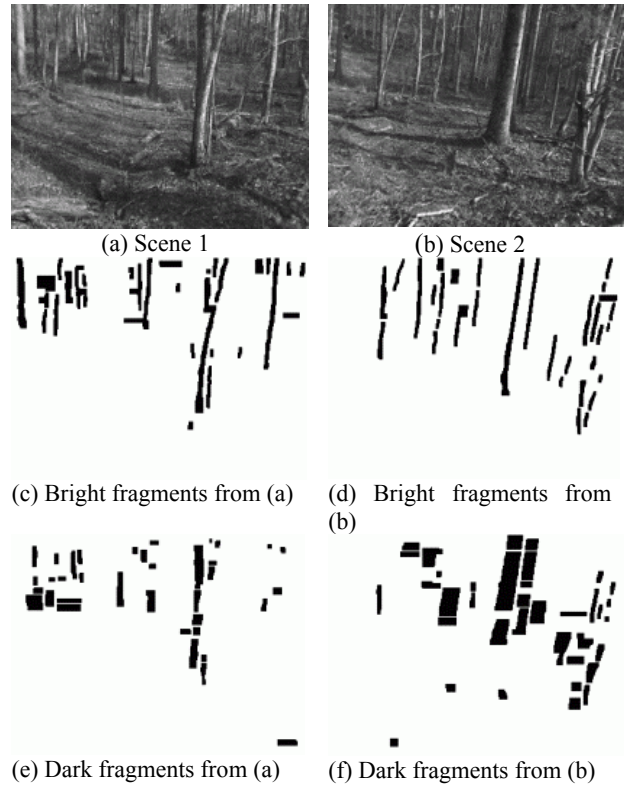 (a) Scene 1
(b) Scene 2
(c) Bright fragments from (a)
(d) Bright fragments from
(b)
(e) Dark fragments from (a)
(f) Dark fragments from (b)